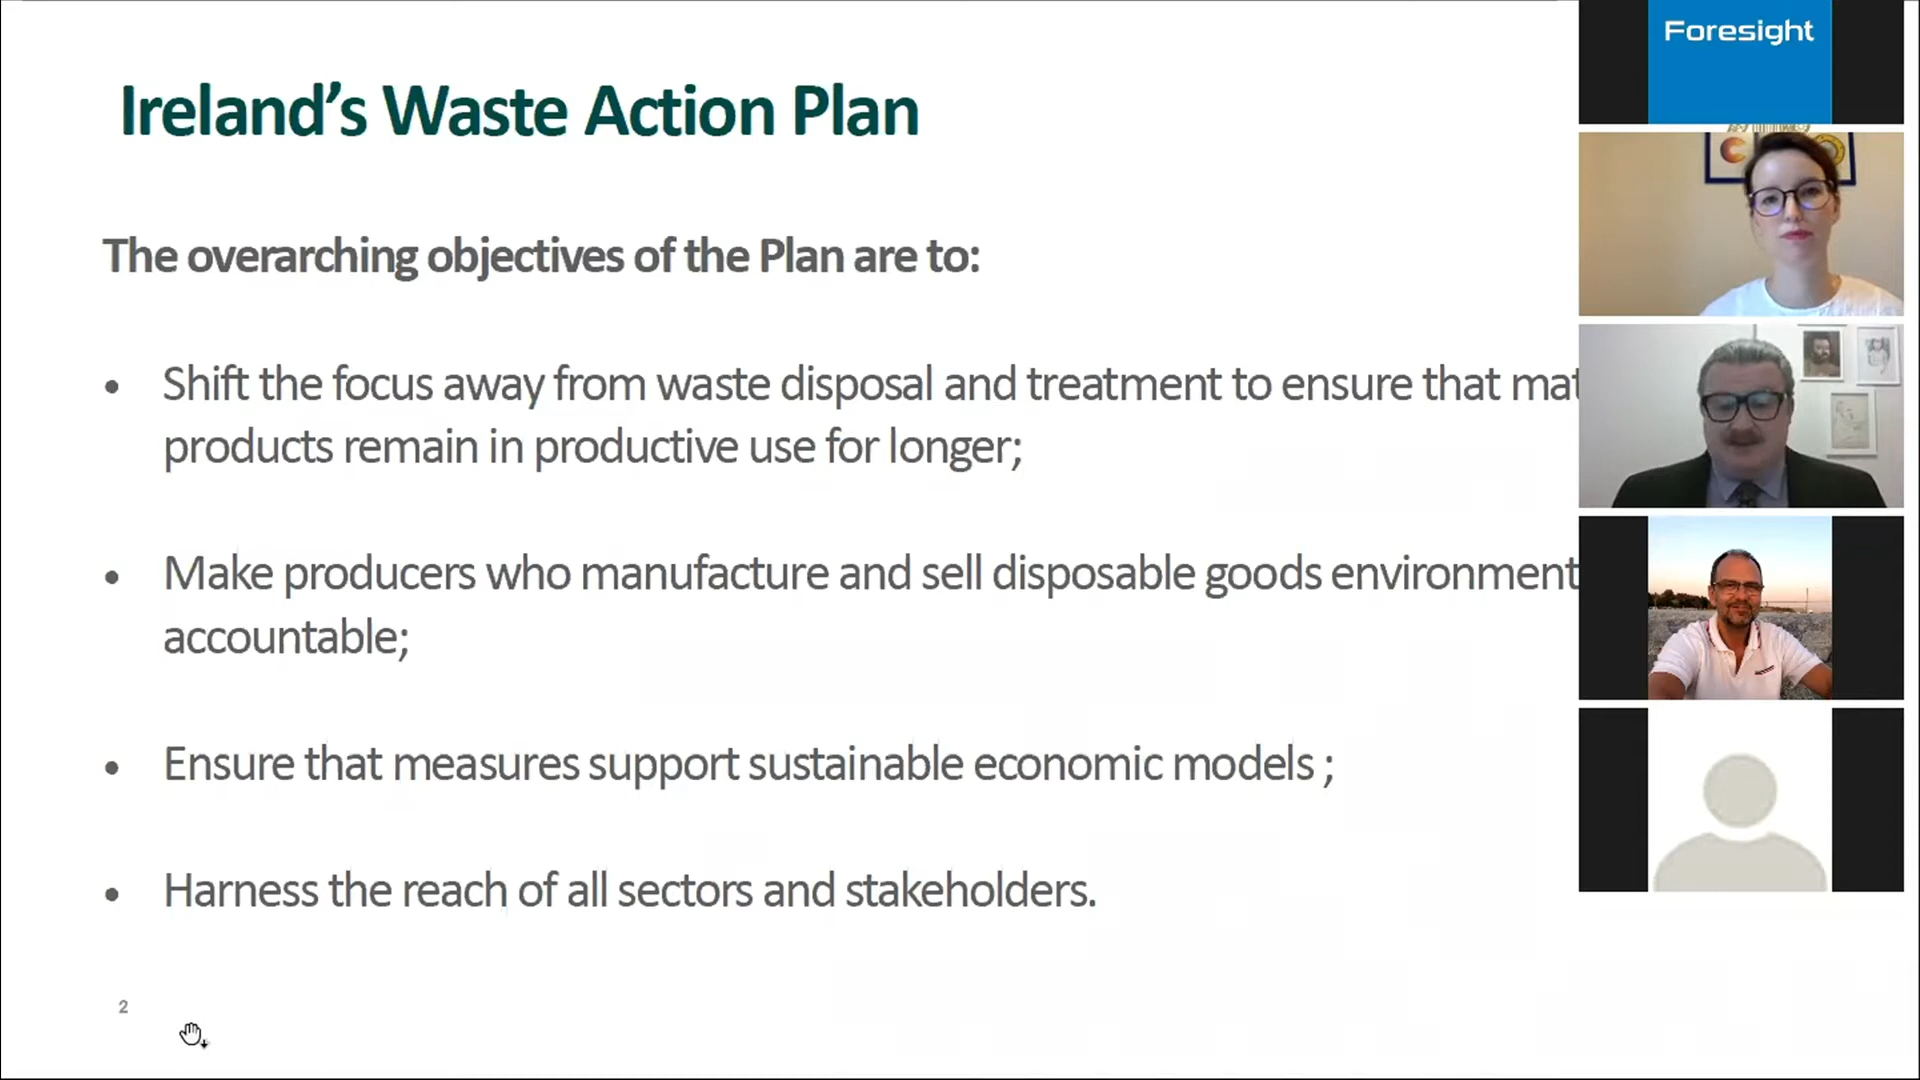 Ireland’s Waste Action Plan
The overarching objectives of the Plan are to:
• Shift the focus away from waste disposal and treatment to ensure that
products remain in productive use for longer;
• Make producers who manufacture and sell disposable goods environment
accountable;
• Ensure that measures support sustainable economic models ;
• Harness the reach of all sectors and stakeholders.
2
Foresight